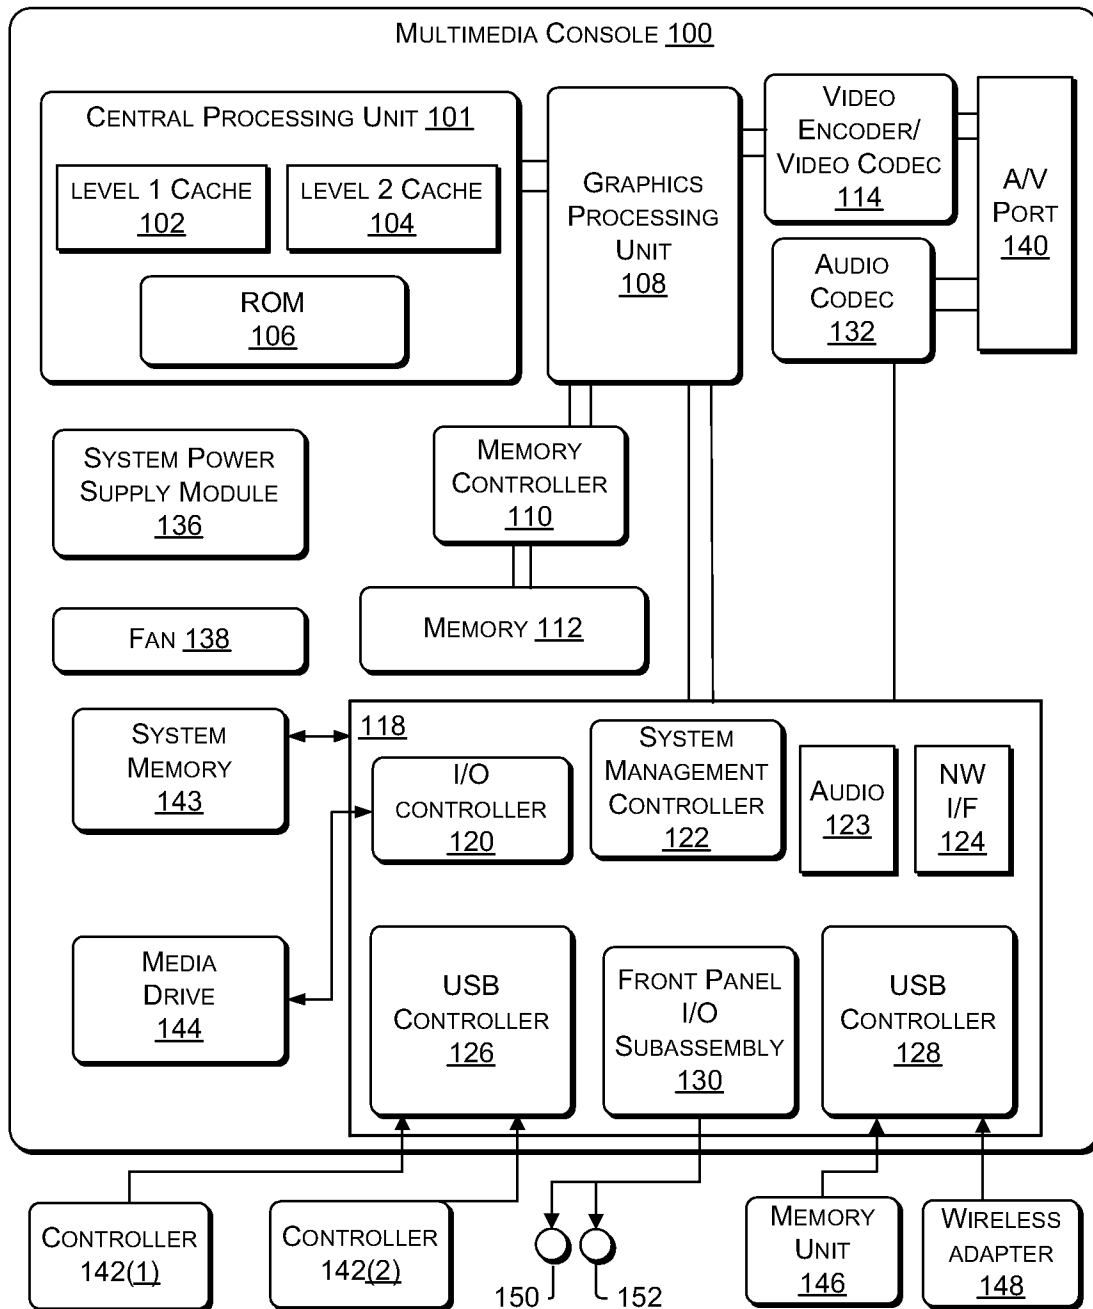 MULTIMEDIA CONSOLE 100
CENTRAL PROCESSING UNIT 101
LEVEL 1 CACHE
102
LEVEL 2 CACHE
104
ROM
106
GRAPHICS
PROCESSING
UNIT
108
VIDEO
ENCODER/
VIDEO CODEC
114
A/V
PORT
140
AUDIO
CODEC
132
SYSTEM POWER
SUPPLY MODULE
136
MEMORY
CONTROLLER
110
FAN 138
MEMORY 112
SYSTEM
MEMORY
143
118
I/O
CONTROLLER
120
SYSTEM
MANAGEMENT
CONTROLLER
122
AUDIO
123
NW
I/F
124
MEDIA
DRIVE
144
USB
CONTROLLER
126
FRONT PANEL
I/O
SUBASSEMBLY
130
USB
CONTROLLER
128
CONTROLLER
142(1)
CONTROLLER
142(2)
150
152
MEMORY
UNIT
146
WIRELESS
ADAPTER
148